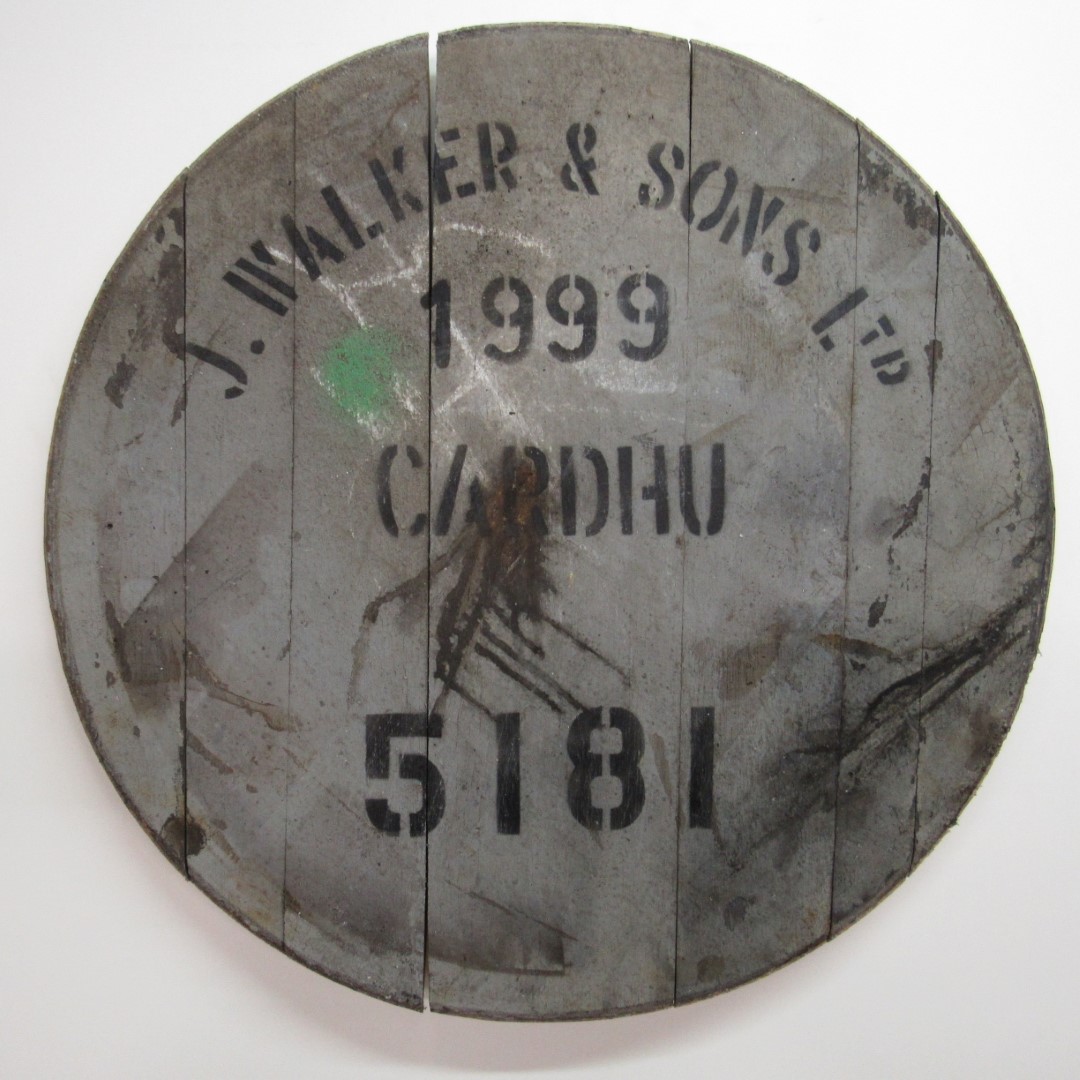 J. WALKER & SONS LTD
1999
CARDHU
5181